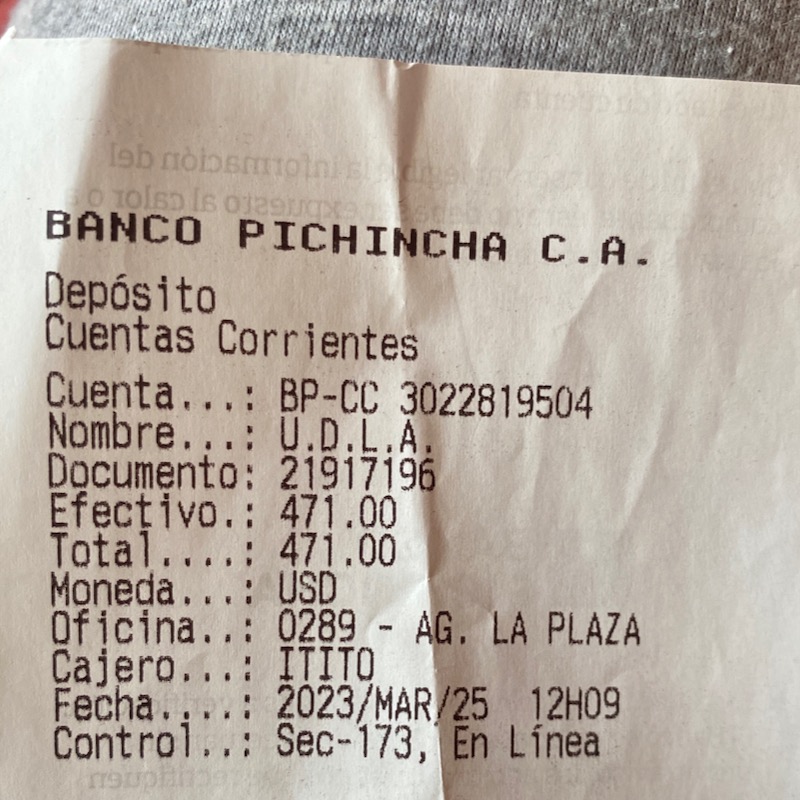 BANCO PICHINCHA C.A.
Depósito
Cuentas Corrientes
Cuenta...: BP-CC 3022819504
Nombre...: U.D.L.A.
Documento: 21917196
Efectivo.: 471.00
Total....: 471.00
Moneda...: USD
Oficina..: 0289 - AG. LA PLAZA
Cajero...: ITITO
Fecha....: 2023/MAR/25 12H09
Control..: Sec-173, En Línea